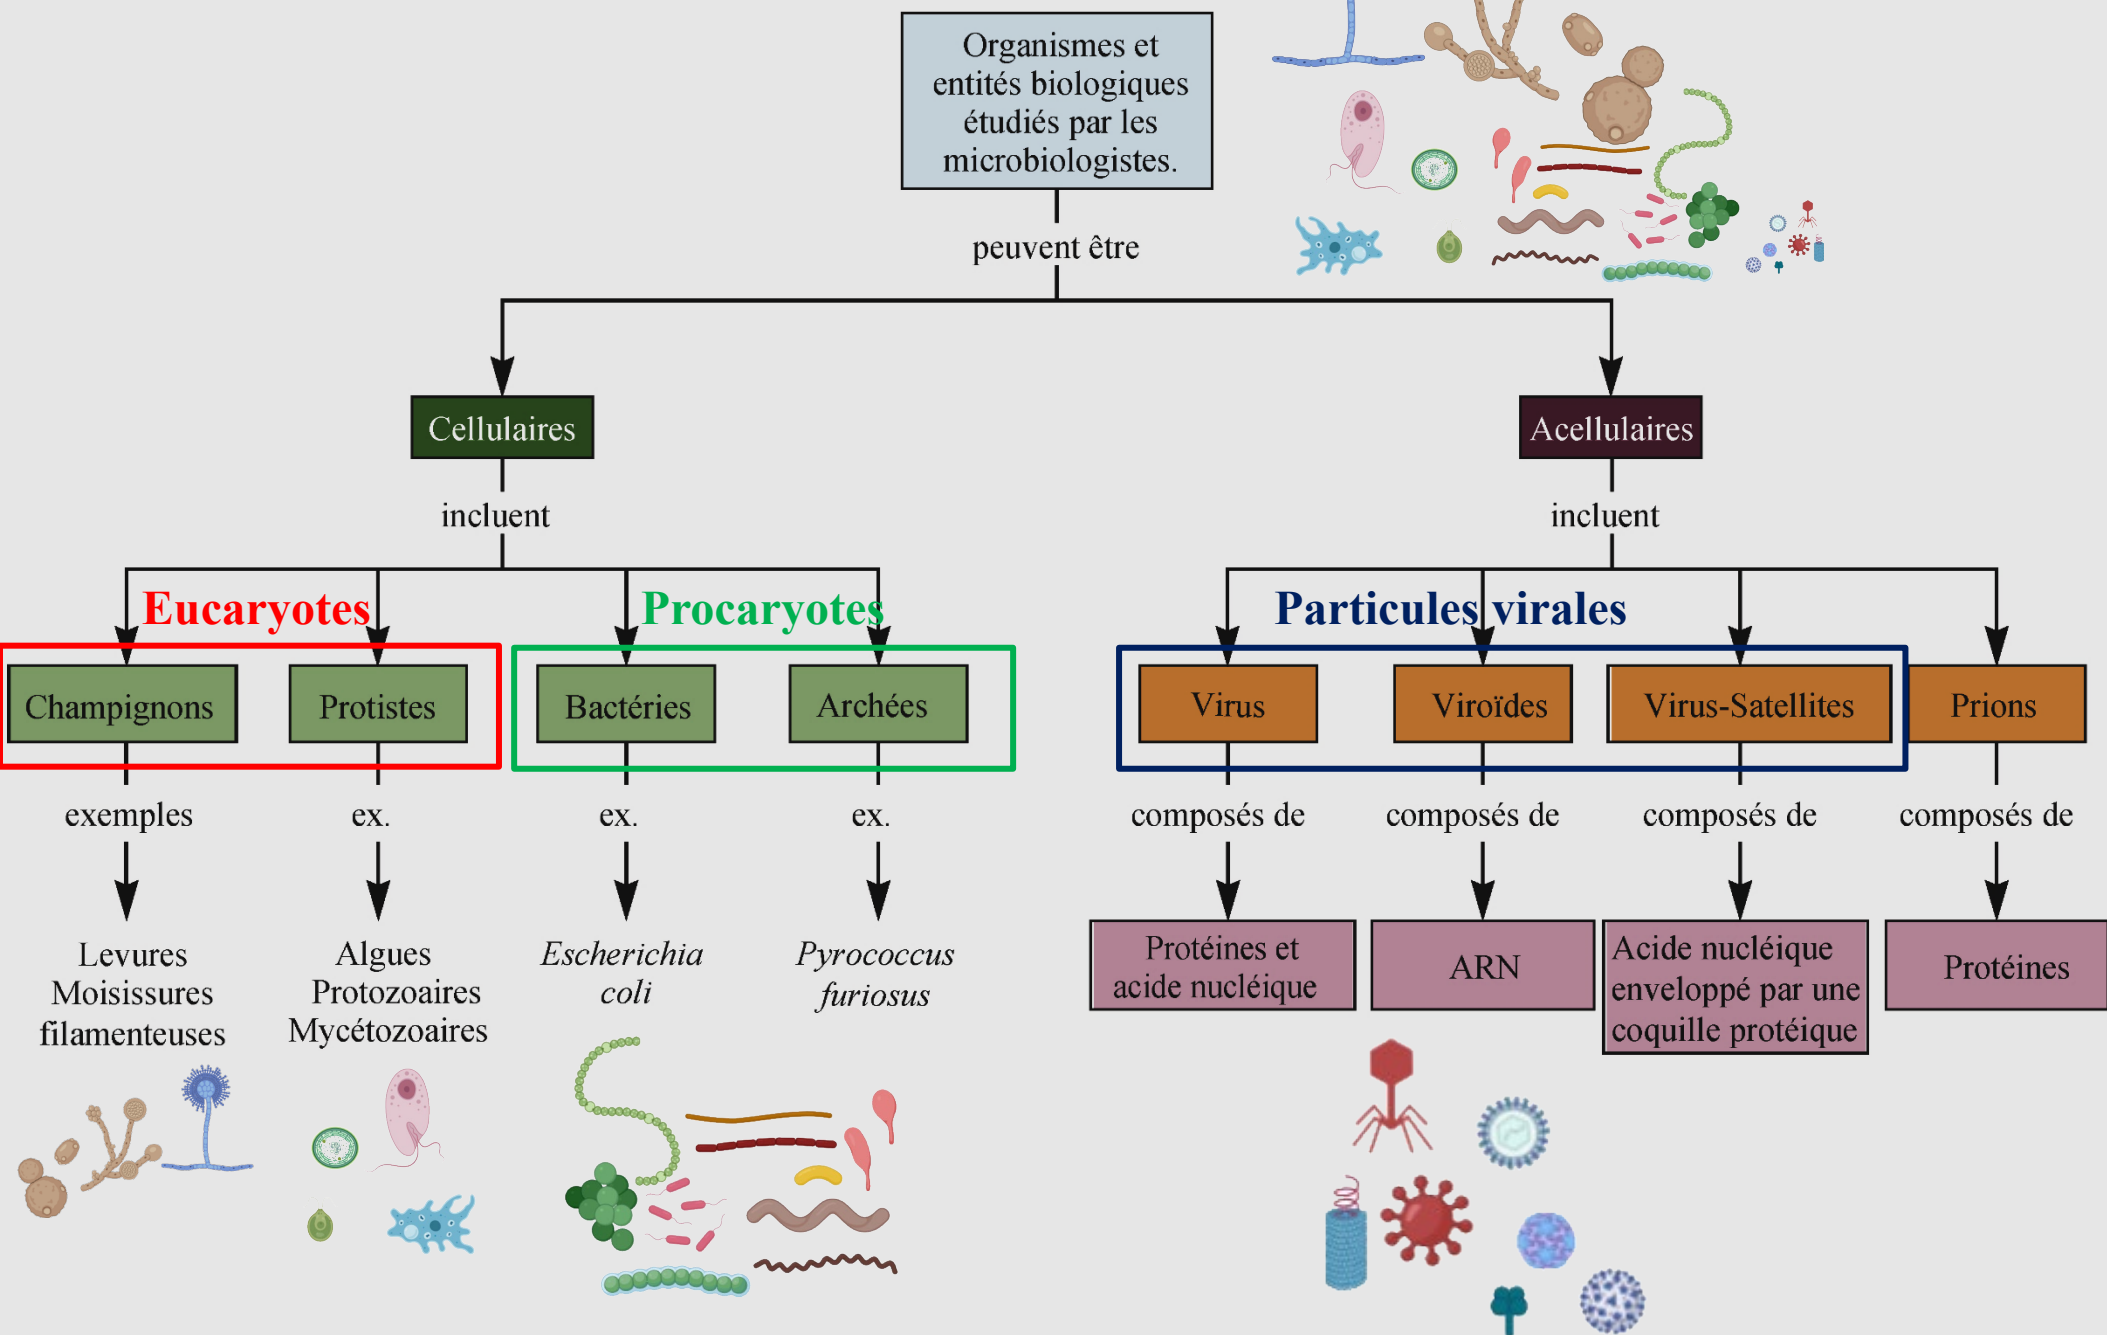 Organismes et
entités biologiques
étudiés par les
microbiologistes.
peuvent être
Cellulaires
Acellulaires
incluent
incluent
Eucaryotes
Procaryotes
Particules virales
Champignons
Protistes
Bactéries
Archées
Virus
Viroïdes
Virus-Satellites
Prions
exemples
ex.
ex.
ex.
composés de
composés de
composés de
composés de
Levures
Moisissures
filamenteuses
Algues
Protozoaires
Mycétozoaires
Escherichia
coli
Pyrococcus
furiosus
Protéines et
acide nucléique
ARN
Acide nucléique
enveloppé par une
coquille protéique
Protéines